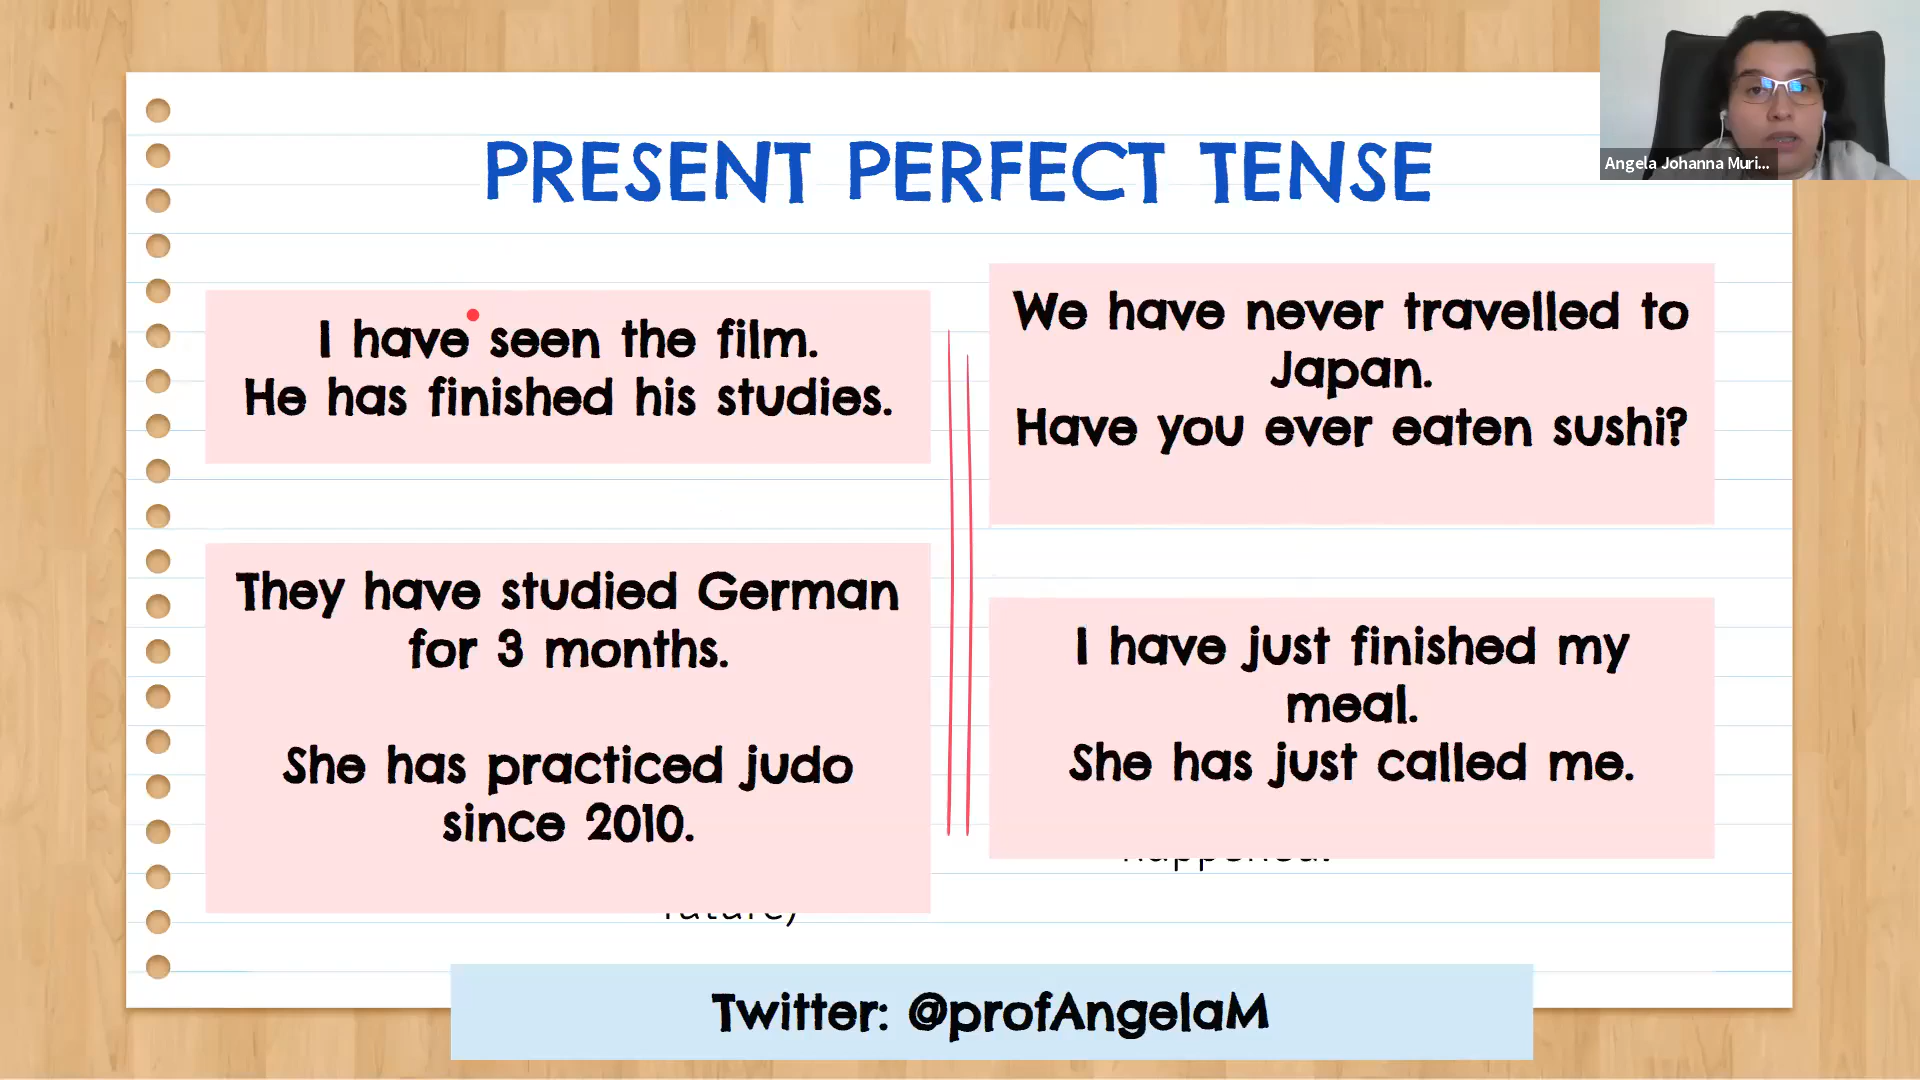 Angela Johanna Muri...
PRESENT PERFECT TENSE
I have seen the film.
He has finished his studies.
We have never travelled to
Japan.
Have you ever eaten sushi?
They have studied German
for 3 months.
She has practiced judo
since 2010.
I have just finished my
meal.
She has just called me.
Twitter: @profAngelaM